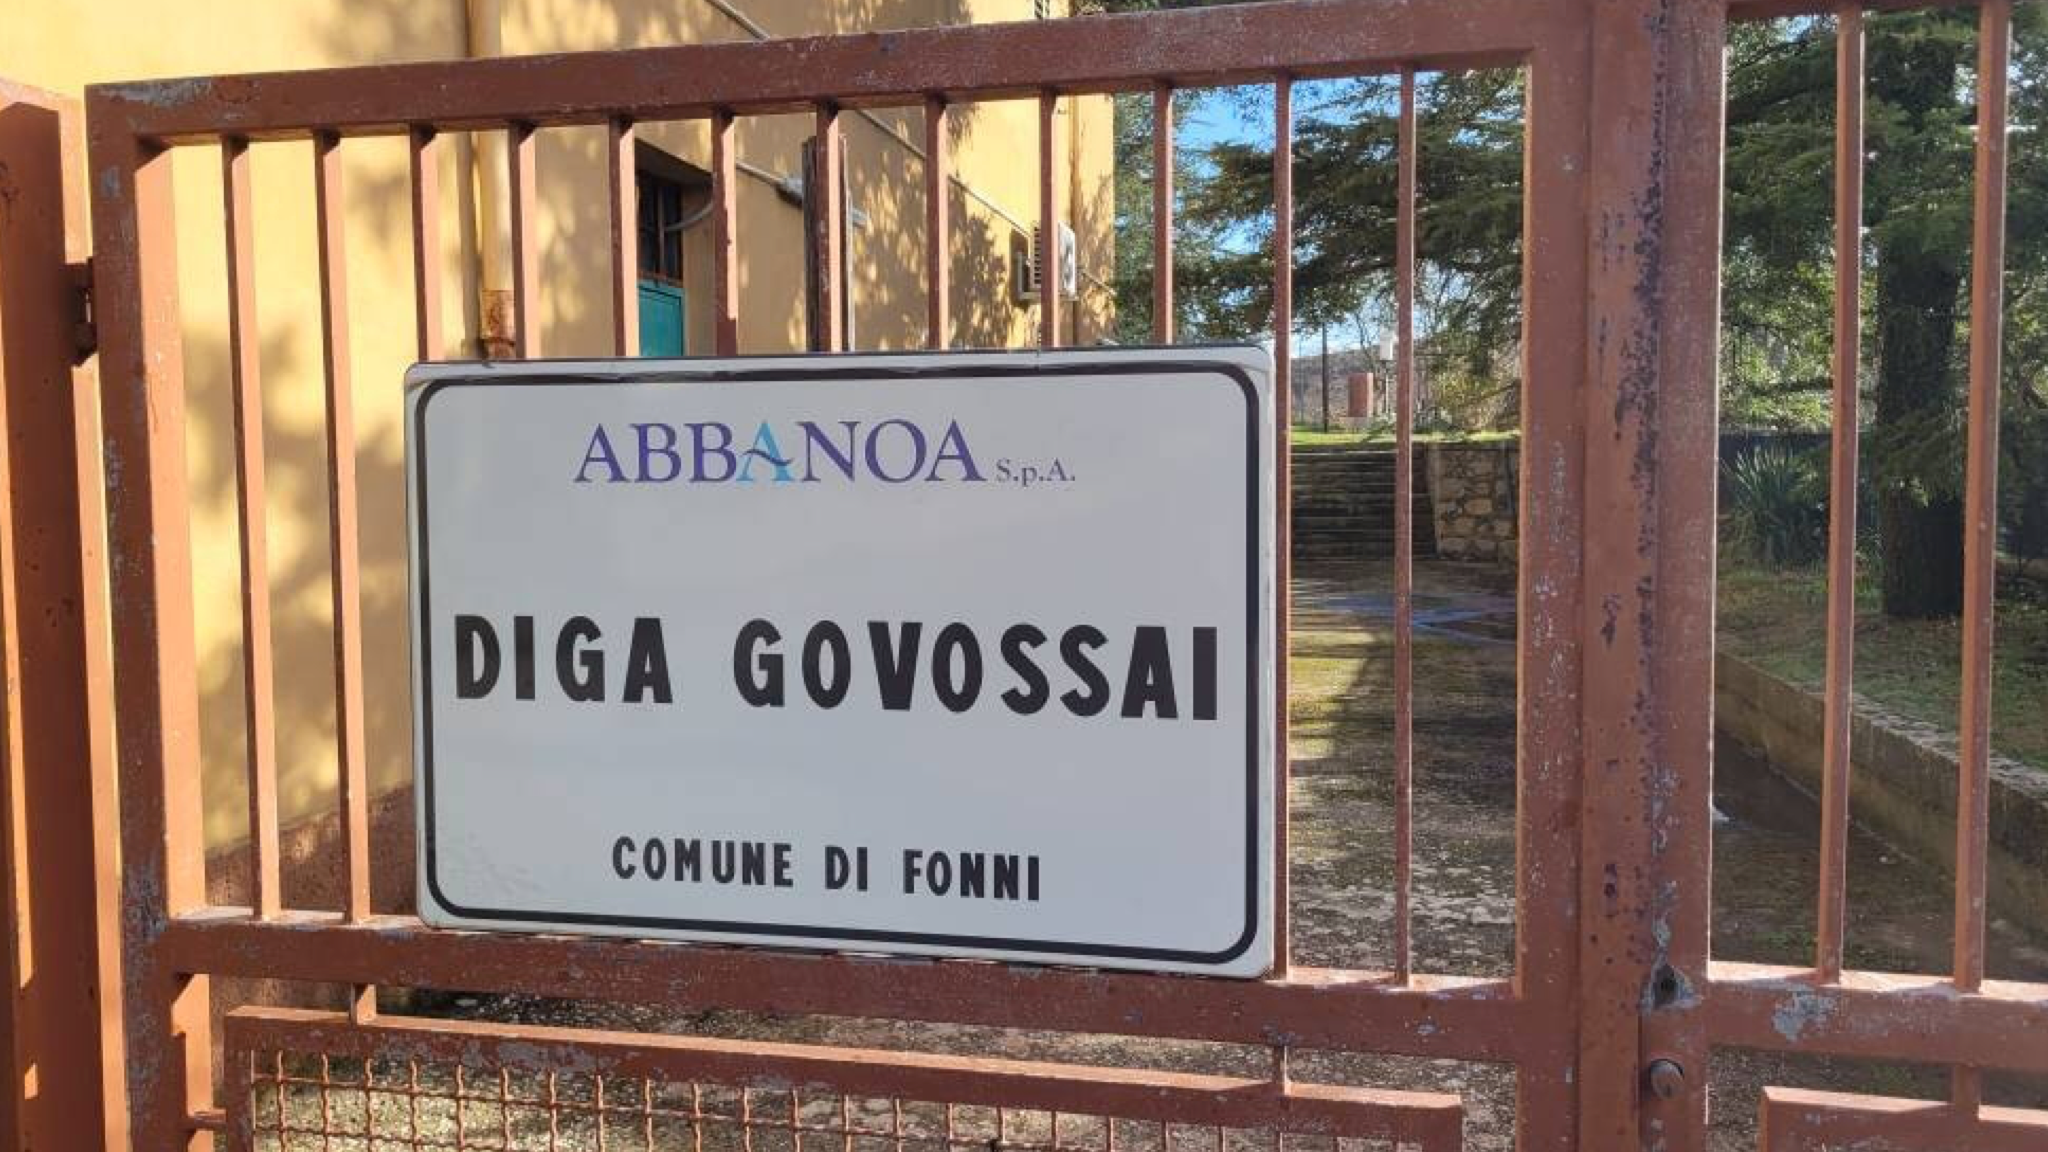 ABBANOA S.p.A.
DIGA GOVOSSAI
COMUNE DI FONNI